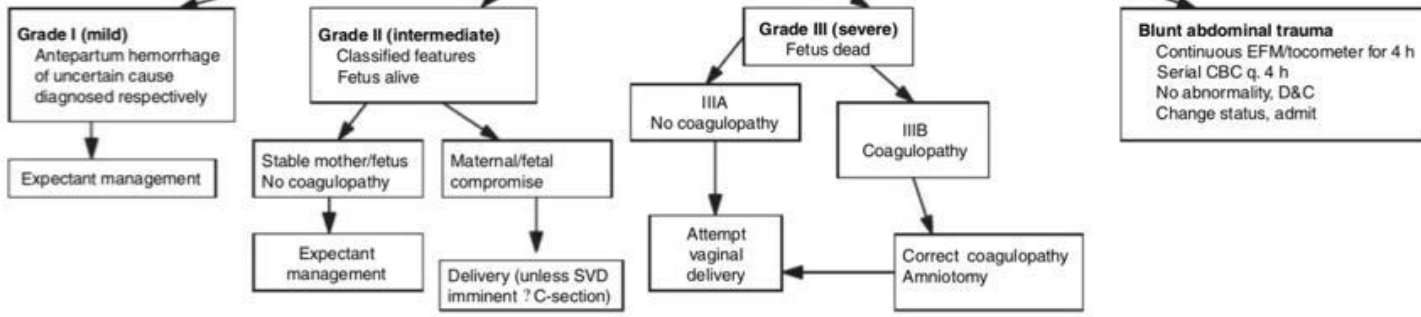 Grade I (mild)
Antepartum hemorrhage
of uncertain cause
diagnosed respectively
Expectant management
Grade II (intermediate)
Classified features
Fetus alive
Stable mother/fetus
No coagulopathy
Expectant
management
Maternal/fetal
compromise
Delivery (unless SVD
imminent ? C-section)
Grade III (severe)
Fetus dead
IIIA
No coagulopathy
Attempt
vaginal
delivery
IIIB
Coagulopathy
Correct coagulopathy
Amniotomy
Blunt abdominal trauma
Continuous EFM/tocometer for 4 h
Serial CBC q. 4 h
No abnormality, D&C
Change status, admit